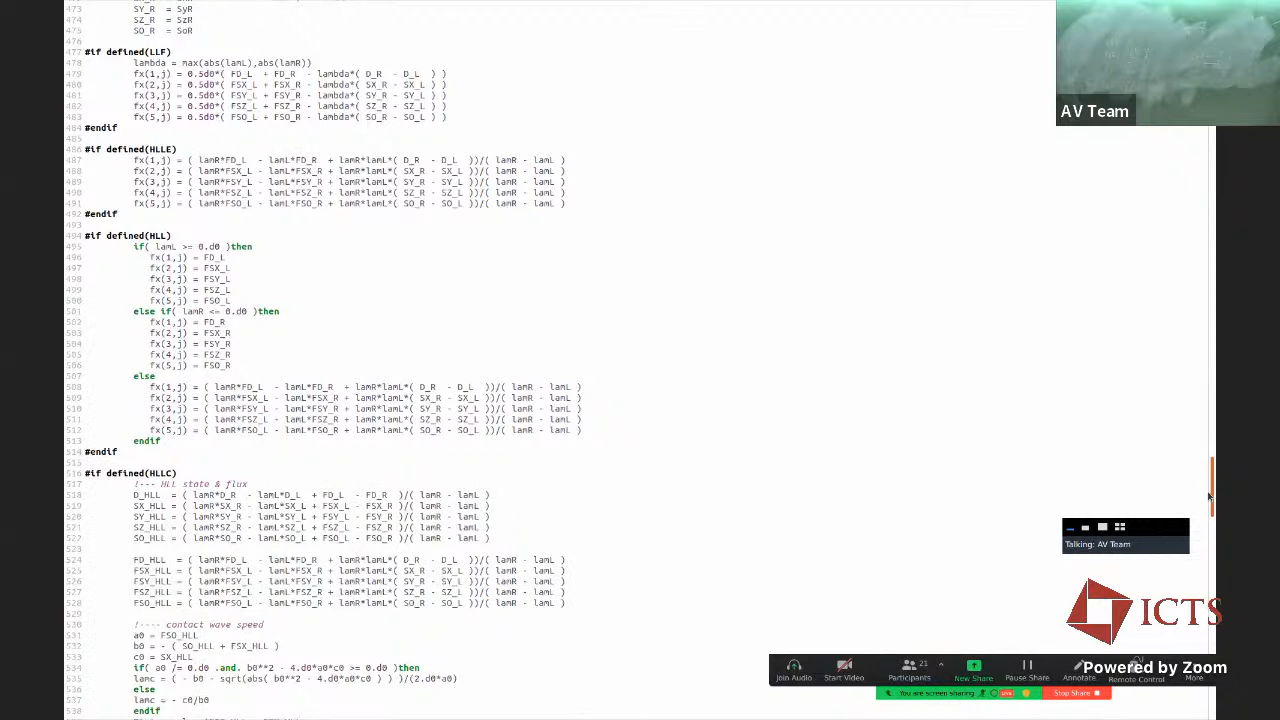 473 SY_R = SyR
474 SZ_R = SzR
475 SO_R = SoR
476
477 #if defined(LLF)
478 lambda = max(abs(lamL),abs(lamR))
479 fx(1,j) = 0.5d0*( FD_L + FD_R - lambda*( D_R - D_L ) )
480 fx(2,j) = 0.5d0*( FSX_L + FSX_R - lambda*( SX_R - SX_L ) )
481 fx(3,j) = 0.5d0*( FSY_L + FSY_R - lambda*( SY_R - SY_L ) )
482 fx(4,j) = 0.5d0*( FSZ_L + FSZ_R - lambda*( SZ_R - SZ_L ) )
483 fx(5,j) = 0.5d0*( FSO_L + FSO_R - lambda*( SO_R - SO_L ) )
484 #endif
485
486 #if defined(HLLE)
487 fx(1,j) = ( lamR*FD_L - lamL*FD_R + lamR*lamL*( D_R - D_L ))/( lamR - lamL )
488 fx(2,j) = ( lamR*FSX_L - lamL*FSX_R + lamR*lamL*( SX_R - SX_L ))/( lamR - lamL )
489 fx(3,j) = ( lamR*FSY_L - lamL*FSY_R + lamR*lamL*( SY_R - SY_L ))/( lamR - lamL )
490 fx(4,j) = ( lamR*FSZ_L - lamL*FSZ_R + lamR*lamL*( SZ_R - SZ_L ))/( lamR - lamL )
491 fx(5,j) = ( lamR*FSO_L - lamL*FSO_R + lamR*lamL*( SO_R - SO_L ))/( lamR - lamL )
492 #endif
493
494 #if defined(HLL)
495 if( lamL >= 0.d0 )then
496 fx(1,j) = FD_L
497 fx(2,j) = FSX_L
498 fx(3,j) = FSY_L
499 fx(4,j) = FSZ_L
500 fx(5,j) = FSO_L
501 else if( lamR <= 0.d0 )then
502 fx(1,j) = FD_R
503 fx(2,j) = FSX_R
504 fx(3,j) = FSY_R
505 fx(4,j) = FSZ_R
506 fx(5,j) = FSO_R
507 else
508 fx(1,j) = ( lamR*FD_L - lamL*FD_R + lamR*lamL*( D_R - D_L ))/( lamR - lamL )
509 fx(2,j) = ( lamR*FSX_L - lamL*FSX_R + lamR*lamL*( SX_R - SX_L ))/( lamR - lamL )
510 fx(3,j) = ( lamR*FSY_L - lamL*FSY_R + lamR*lamL*( SY_R - SY_L ))/( lamR - lamL )
511 fx(4,j) = ( lamR*FSZ_L - lamL*FSZ_R + lamR*lamL*( SZ_R - SZ_L ))/( lamR - lamL )
512 fx(5,j) = ( lamR*FSO_L - lamL*FSO_R + lamR*lamL*( SO_R - SO_L ))/( lamR - lamL )
513 endif
514 #endif
515
516 #if defined(HLLC)
517 !--- Hll state & flux
518 D_HLL = ( lamR*D_R - lamL*D_L + FD_L - FD_R )/( lamR - lamL )
519 SX_HLL = ( lamR*SX_R - lamL*SX_L + FSX_L - FSX_R )/( lamR - lamL )
520 SY_HLL = ( lamR*SY_R - lamL*SY_L + FSY_L - FSY_R )/( lamR - lamL )
521 SZ_HLL = ( lamR*SZ_R - lamL*SZ_L + FSZ_L - FSZ_R )/( lamR - lamL )
522 SO_HLL = ( lamR*SO_R - lamL*SO_L + FSO_L - FSO_R )/( lamR - lamL )
523
524 FD_HLL = ( lamR*FD_L - lamL*FD_R + lamR*lamL*( D_R - D_L ))/( lamR - lamL )
525 FSX_HLL = ( lamR*FSX_L - lamL*FSX_R + lamR*lamL*( SX_R - SX_L ))/( lamR - lamL )
526 FSY_HLL = ( lamR*FSY_L - lamL*FSY_R + lamR*lamL*( SY_R - SY_L ))/( lamR - lamL )
527 FSZ_HLL = ( lamR*FSZ_L - lamL*FSZ_R + lamR*lamL*( SZ_R - SZ_L ))/( lamR - lamL )
528 FSO_HLL = ( lamR*FSO_L - lamL*FSO_R + lamR*lamL*( SO_R - SO_L ))/( lamR - lamL )
529
530 !---- contact wave speed
531 a0 = FSO_HLL
532 b0 = - ( SO_HLL + FSX_HLL )
533 c0 = SX_HLL
534 if( a0 /= 0.d0 .and. b0**2 - 4.d0*a0*c0 >= 0.d0 )then
535 lamc = ( - b0 - sqrt(abs( b0**2 - 4.d0*a0*c0 ) ) )/(2.d0*a0)
536 else
537 lamc = - c0/b0
538 endif
AV Team
Talking: AV Team
ICTS
Powered by Zoom
Join Audio
Start Video
Participants
21
New Share
Pause Share
Annotate
Remote Control
More
You are screen sharing
Stop Share